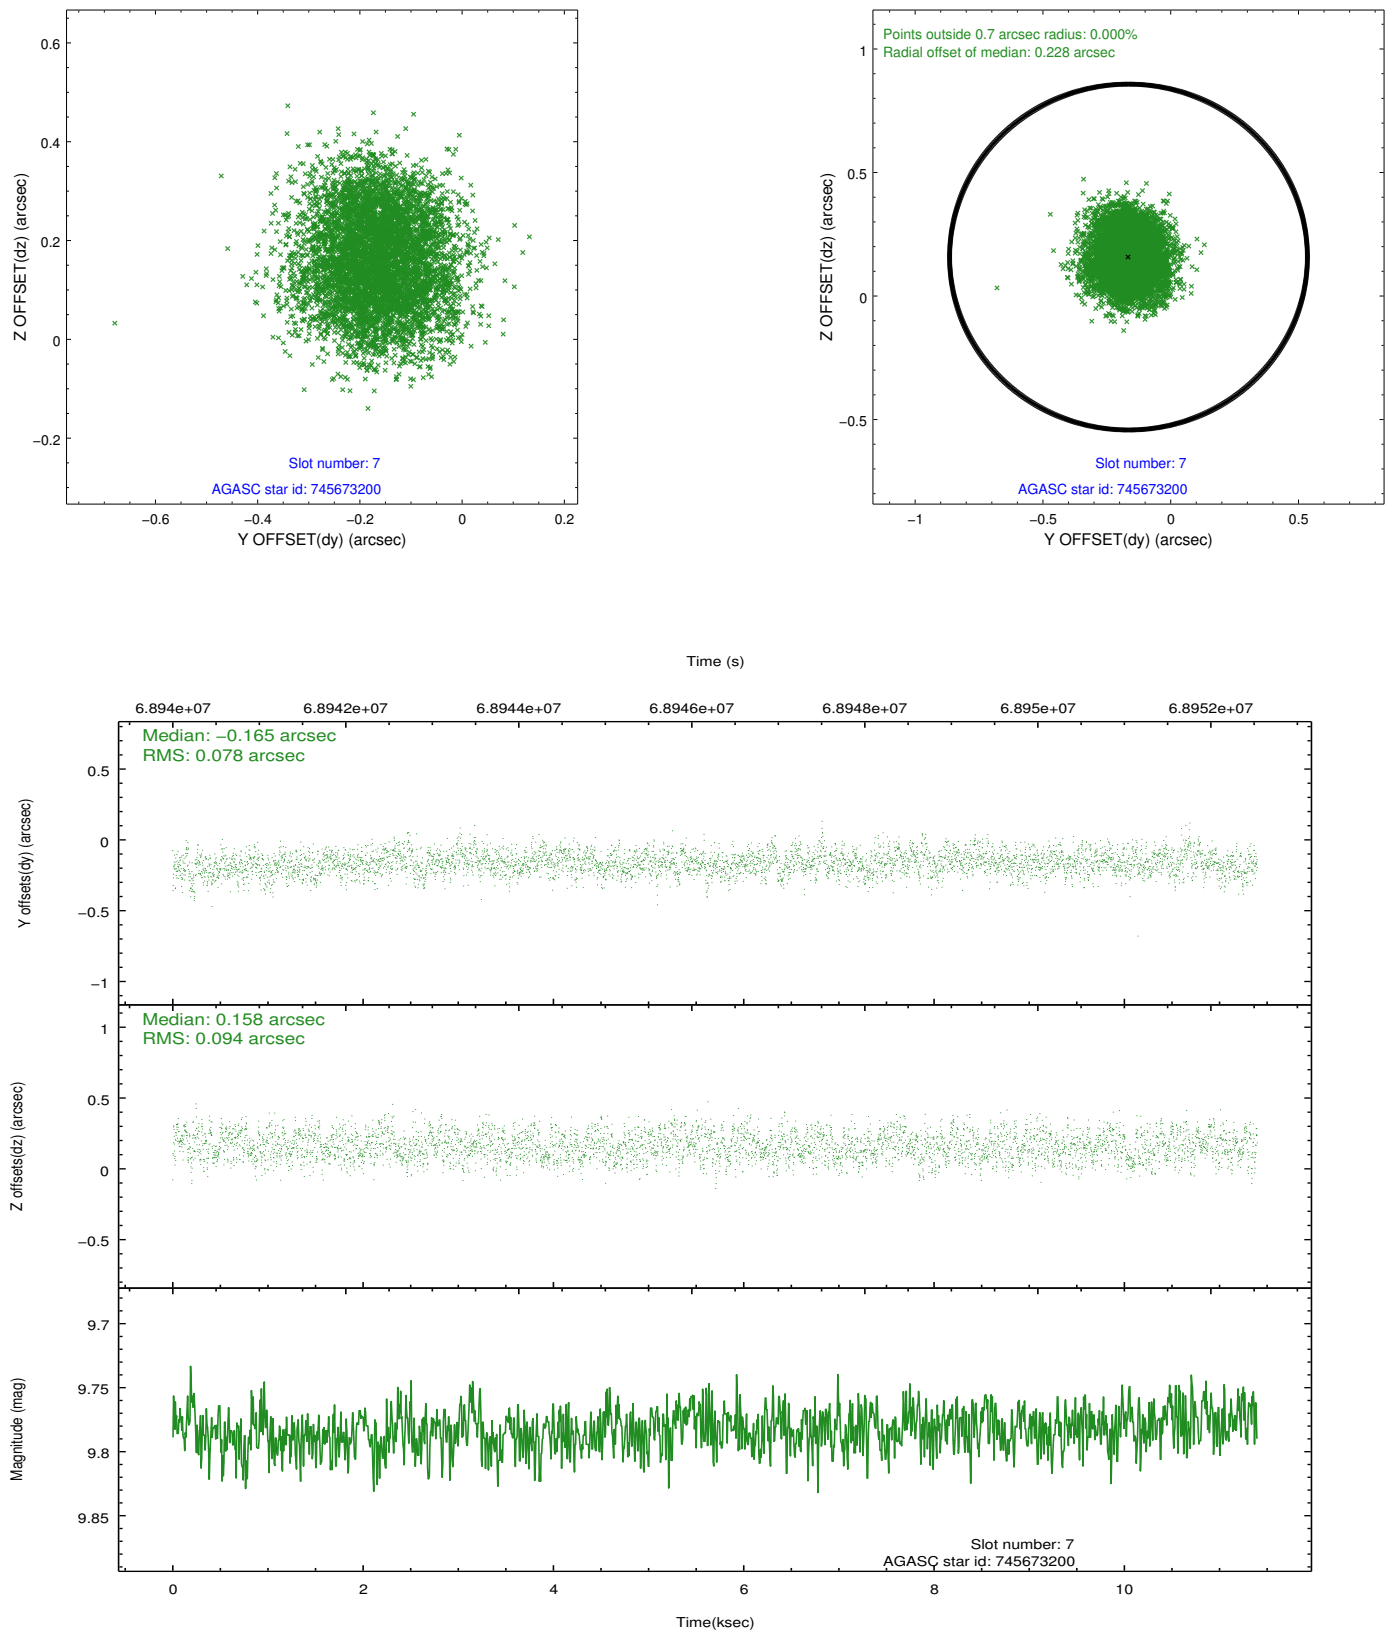 0.6
0.4
0.2
0
−0.2
Z OFFSET(dz) (arcsec)
Slot number: 7
AGASC star id: 745673200
−0.6 −0.4 −0.2 0 0.2
Y OFFSET(dy) (arcsec)
Points outside 0.7 arcsec radius: 0.000%
Radial offset of median: 0.228 arcsec
1
0.5
0
−0.5
Z OFFSET(dz) (arcsec)
Slot number: 7
AGASC star id: 745673200
−1 −0.5 0 0.5
Y OFFSET(dy) (arcsec)
Time (s)
6.894e+07 6.8942e+07 6.8944e+07 6.8946e+07 6.8948e+07 6.895e+07 6.8952e+07
Median: −0.165 arcsec
RMS: 0.078 arcsec
0.5
0
−0.5
−1
Y offsets(dy) (arcsec)
Median: 0.158 arcsec
RMS: 0.094 arcsec
1
0.5
0
−0.5
Z offsets(dz) (arcsec)
9.7
9.75
9.8
9.85
Magnitude (mag)
Slot number: 7
AGASC star id: 745673200
0 2 4 6 8 10
Time(ksec)